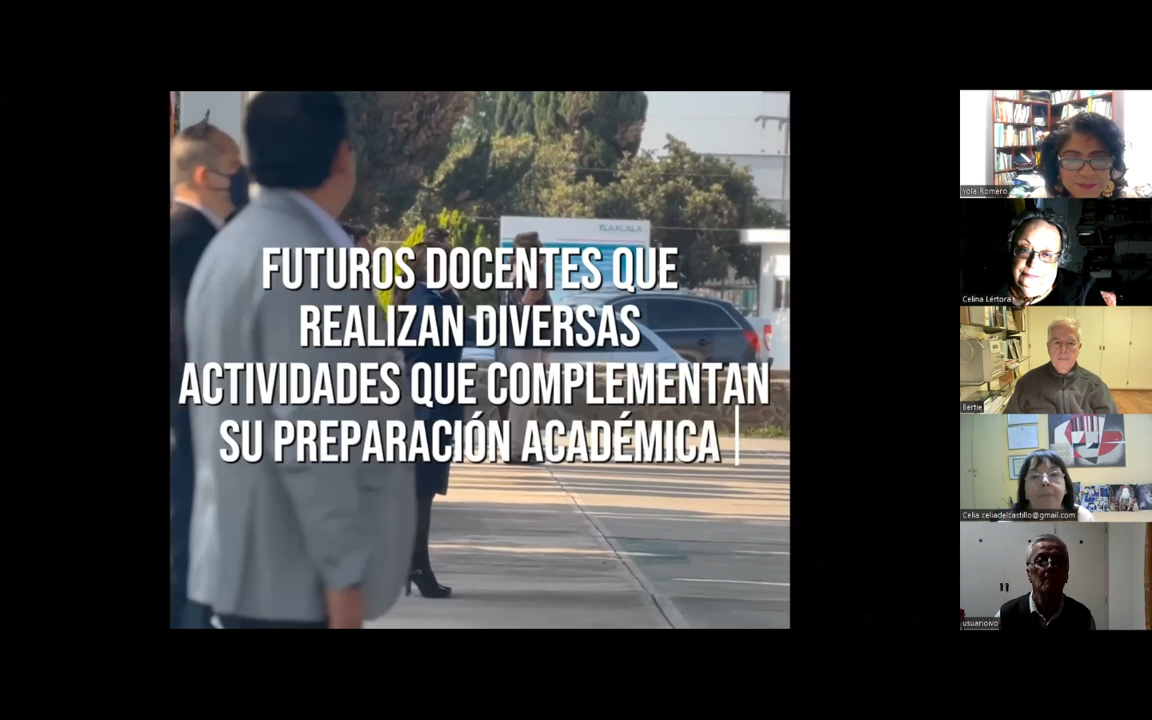 TLAXCALA
FUTUROS DOCENTES QUE
REALIZAN DIVERSAS
ACTIVIDADES QUE COMPLEMENTAN
SU PREPARACIÓN ACADÉMICA
Yola Romero
Celina Lértora
Bertie
Celia celiadelcastillo@gmail.com
usuarioivo